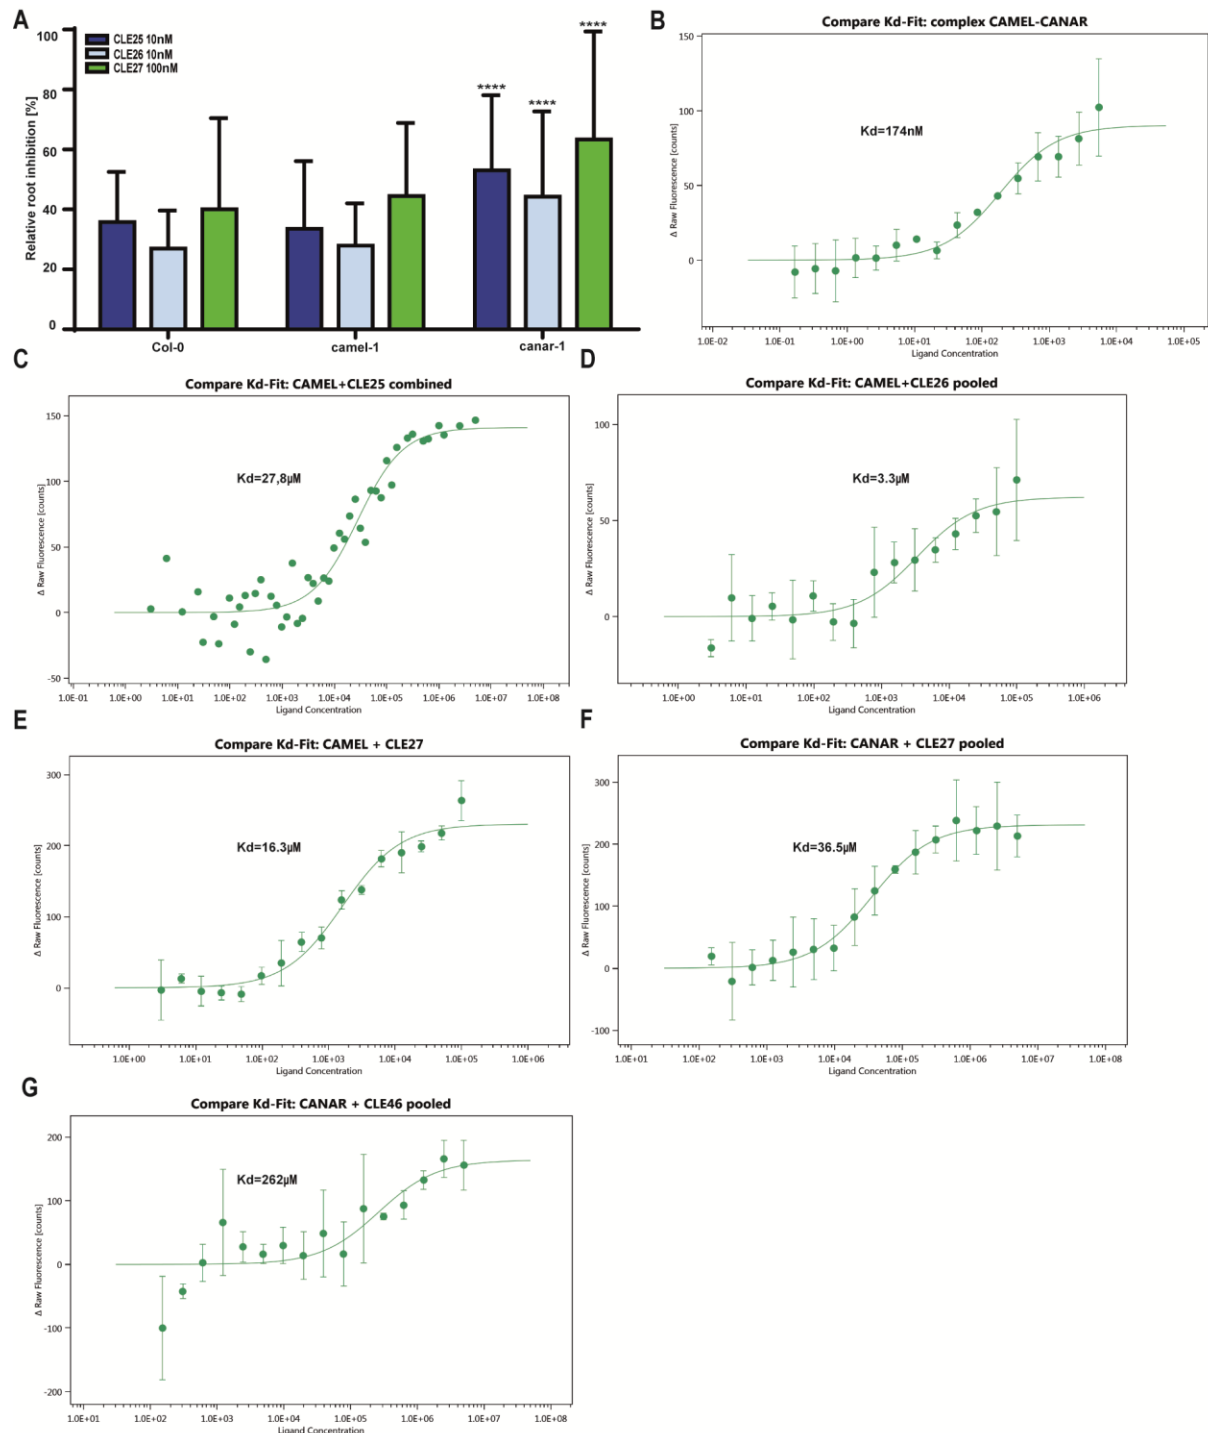 A
Relative root inhibition [%]
100
80
60
40
20
0
CLE25 10nM
CLE26 10nM
CLE27 100nM
****
****
****
Col-0
camel-1
canar-1
B
Compare Kd-Fit: complex CAMEL-CANAR
Δ Raw Fluorescence [counts]
150
100
50
0
Kd=174nM
1.0E-02 1.0E-01 1.0E+00 1.0E+01 1.0E+02 1.0E+03 1.0E+04 1.0E+05
Ligand Concentration
C
Compare Kd-Fit: CAMEL+CLE25 combined
Δ Raw Fluorescence [counts]
150
100
50
0
-50
Kd=27,8µM
1.0E-01 1.0E+00 1.0E+01 1.0E+02 1.0E+03 1.0E+04 1.0E+05 1.0E+06 1.0E+07 1.0E+08
Ligand Concentration
D
Compare Kd-Fit: CAMEL+CLE26 pooled
Δ Raw Fluorescence [counts]
100
50
0
Kd=3.3µM
1.0E+00 1.0E+01 1.0E+02 1.0E+03 1.0E+04 1.0E+05 1.0E+06
Ligand Concentration
E
Compare Kd-Fit: CAMEL + CLE27
Δ Raw Fluorescence [counts]
300
200
100
0
Kd=16.3µM
1.0E+00 1.0E+01 1.0E+02 1.0E+03 1.0E+04 1.0E+05 1.0E+06
Ligand Concentration
F
Compare Kd-Fit: CANAR + CLE27 pooled
Δ Raw Fluorescence [counts]
300
200
100
0
-100
Kd=36.5µM
1.0E+01 1.0E+02 1.0E+03 1.0E+04 1.0E+05 1.0E+06 1.0E+07 1.0E+08
Ligand Concentration
G
Compare Kd-Fit: CANAR + CLE46 pooled
Δ Raw Fluorescence [counts]
200
100
0
-100
-200
Kd=262µM
1.0E+01 1.0E+02 1.0E+03 1.0E+04 1.0E+05 1.0E+06 1.0E+07 1.0E+08
Ligand Concentration